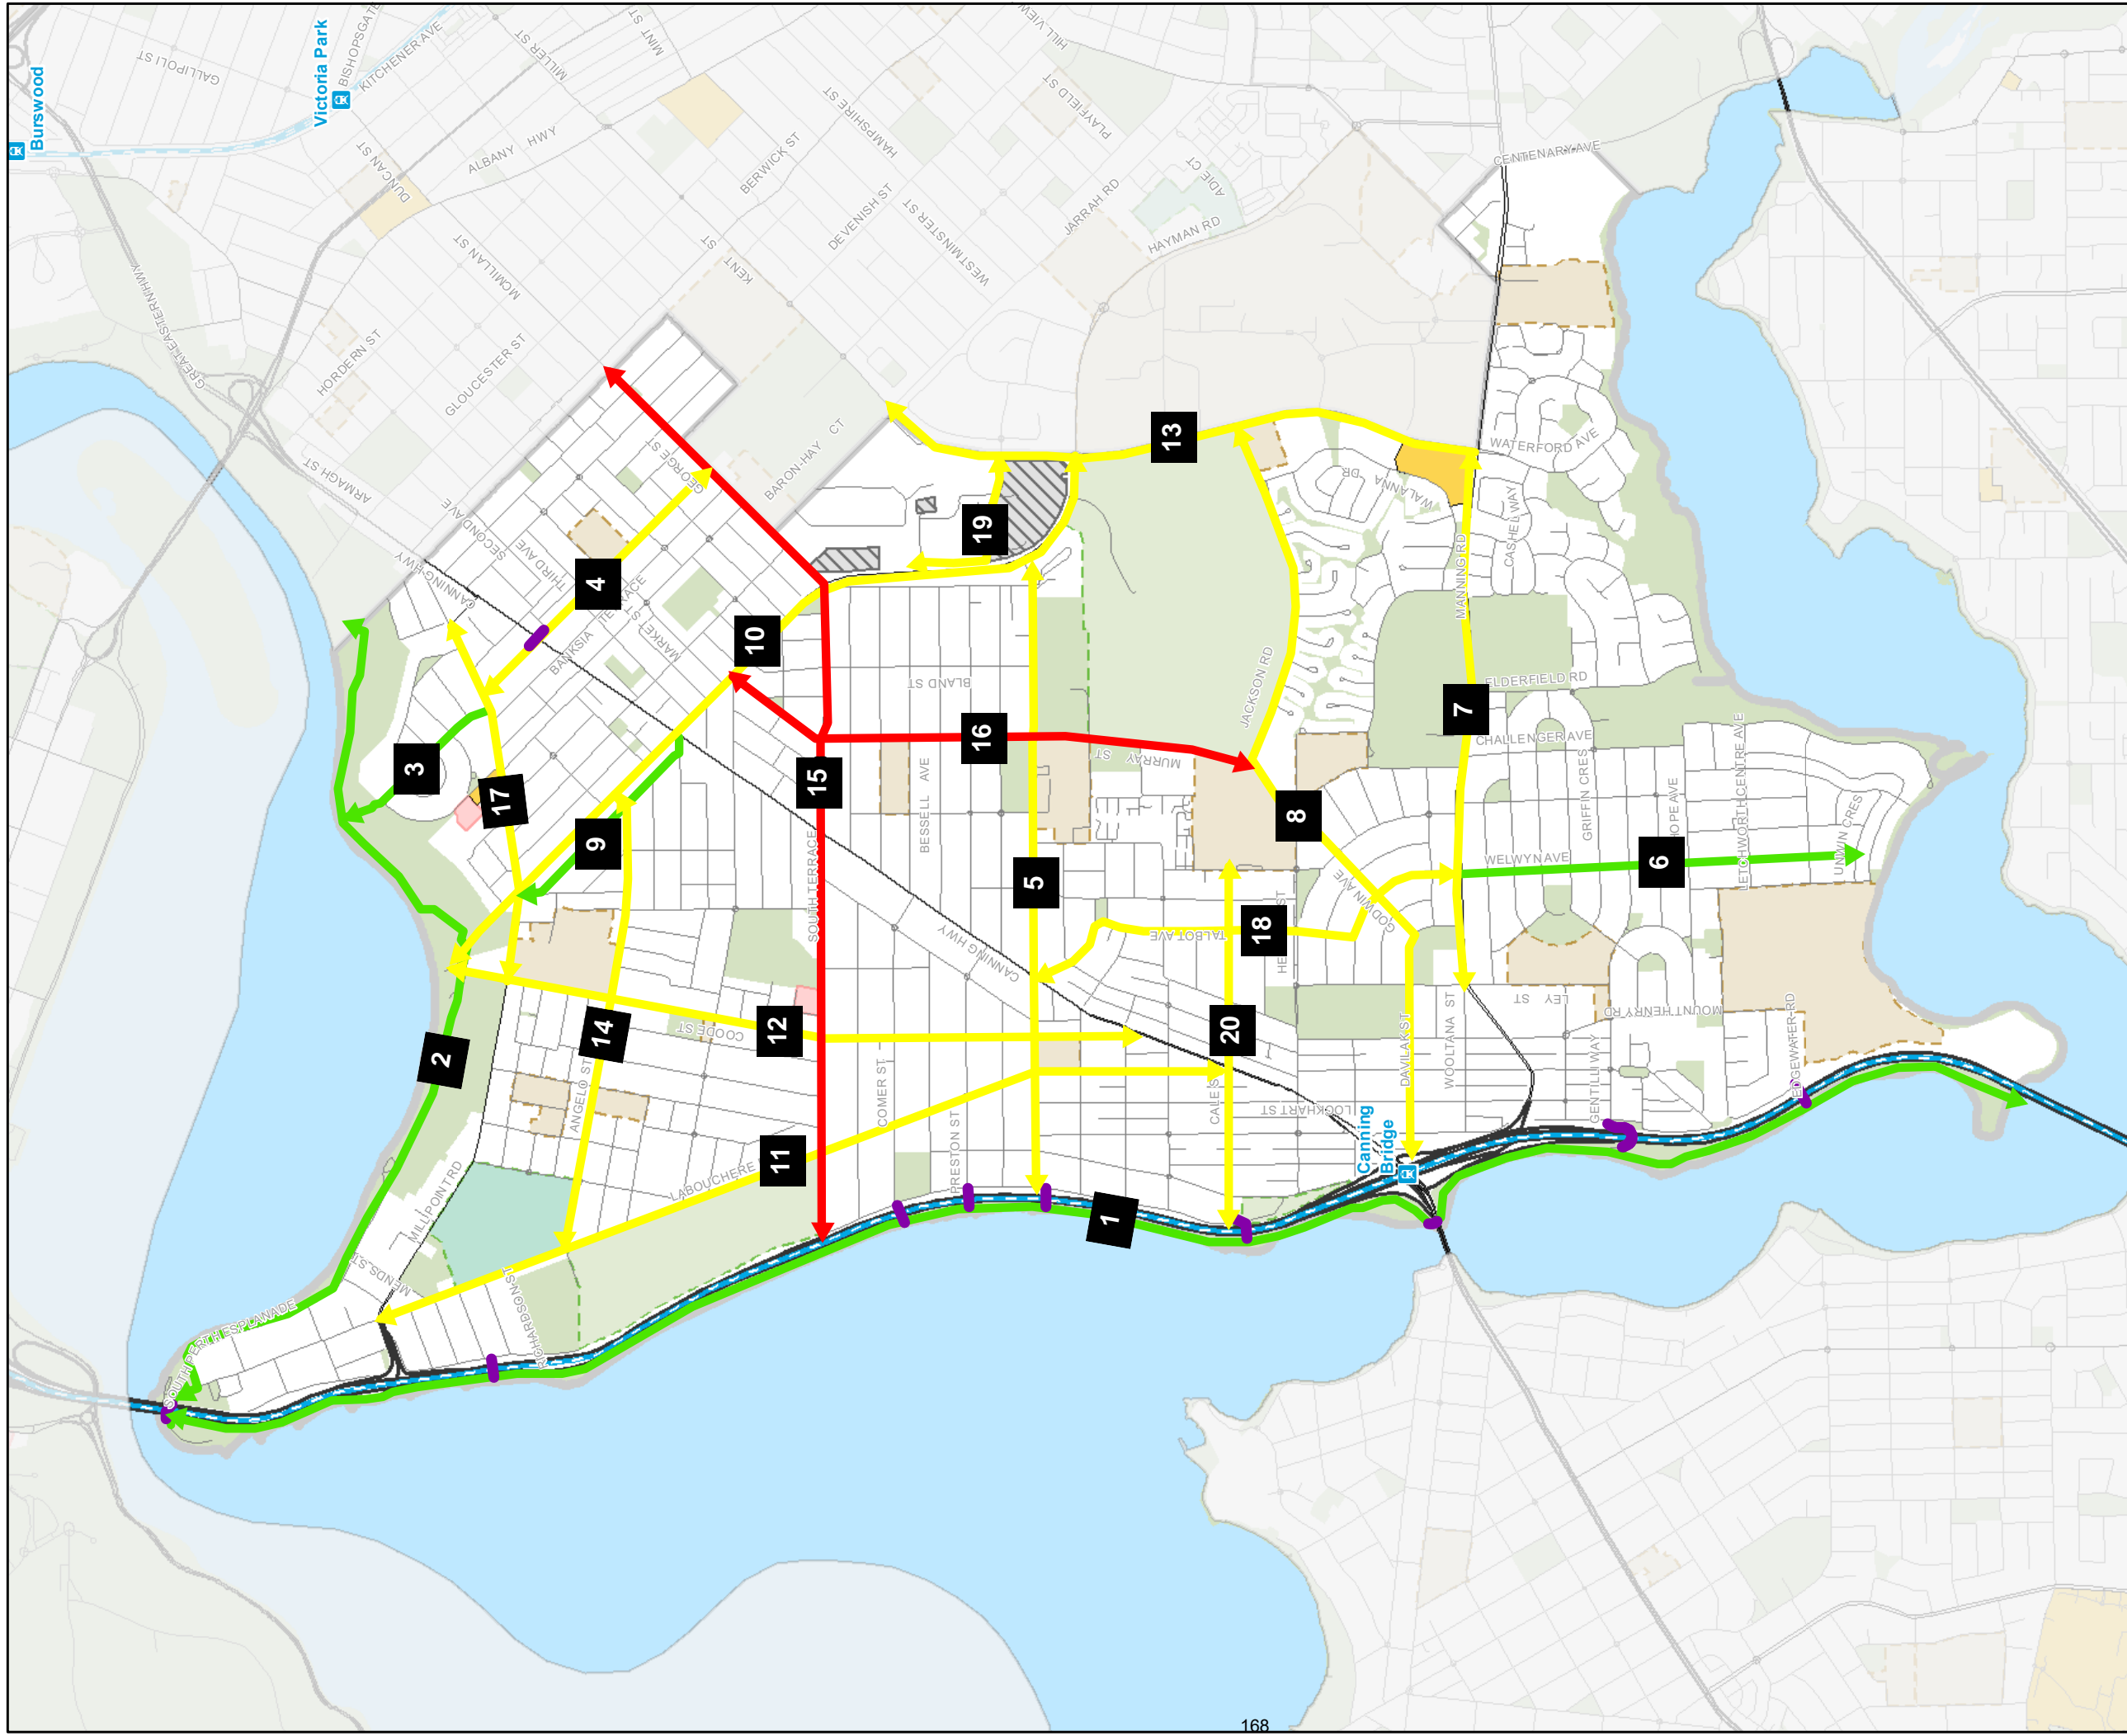 Burswood
Victoria Park
GALLIPOLI ST
BISHOPSGATE
KITCHENER AVE
MILLER ST
MINT ST
HILL VIEW
DUNCAN ST
ALBANY HWY
BERWICK ST
HAMPSHIRE ST
PLAYFIELD ST
ADIE CT
JARRAH RD
HAYMAN RD
CENTENARY AVE
GREAT EASTERN HWY
MCMILLAN ST
KENT ST
DEVENISH ST
WESTMINSTER ST
HORDERN ST
GLOUCESTER ST
ARMAGH ST
SECOND AVE
GEORGE ST
BARON-HAY CT
13
WATERFORD AVE
WALANNA DR
CASHEL WAY
MANNING RD
CANNING HWY
THIRD AVE
4
BANKSIA TERRACE
MARKET ST
19
10
BLAND ST
JACKSON RD
ELDERFIELD RD
3
17
15
16
MURRAY ST
7
CHALLENGER AVE
9
BESSELL AVE
8
GRIFFIN CRES
HOPE AVE
LETCHWORTH CENTRE AVE
UNWIN CRES
SOUTH TERRACE
5
WELWYN AVE
6
GODWIN AVE
CANNING HWY
TALBOT AVE
18
2
14
COODE ST
12
20
LEY ST
MOUNT HENRY RD
EDGEWATER RD
ANGELO ST
COMER ST
CALE S
DAVILAK ST
WOOLTANA ST
GENTILLI WAY
LOCKHART ST
MILL POINT RD
LABOUCHERE
11
PRESTON ST
1
Canning
Bridge
MENDS ST
RICHARDSON ST
SOUTH PERTH ESPLANADE
168